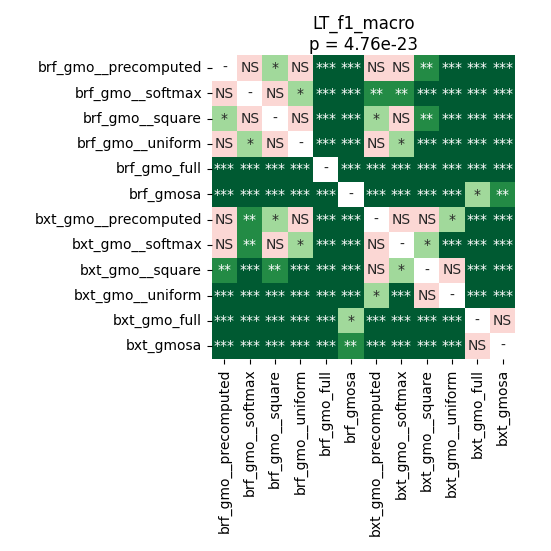 LT_f1_macro
p = 4.76e-23
brf_gmo__precomputed - NS * NS *** *** NS NS ** *** *** ***
brf_gmo__softmax NS - NS * *** *** ** ** *** *** *** ***
brf_gmo__square * NS - NS *** *** * NS ** *** *** ***
brf_gmo__uniform NS * NS - *** *** NS * *** *** *** ***
brf_gmo_full *** *** *** *** - *** *** *** *** *** *** ***
brf_gmosa *** *** *** *** *** - *** *** *** *** * **
bxt_gmo__precomputed NS ** * NS *** *** - NS NS * *** ***
bxt_gmo__softmax NS ** NS * *** *** NS - * *** *** ***
bxt_gmo__square ** *** ** *** *** *** NS * - NS *** ***
bxt_gmo__uniform *** *** *** *** *** *** * *** NS - *** ***
bxt_gmo_full *** *** *** *** *** * *** *** *** *** - NS
bxt_gmosa *** *** *** *** *** ** *** *** *** *** NS -
brf_gmo__precomputed
brf_gmo__softmax
brf_gmo__square
brf_gmo__uniform
brf_gmo_full
brf_gmosa
bxt_gmo__precomputed
bxt_gmo__softmax
bxt_gmo__square
bxt_gmo__uniform
bxt_gmo_full
bxt_gmosa